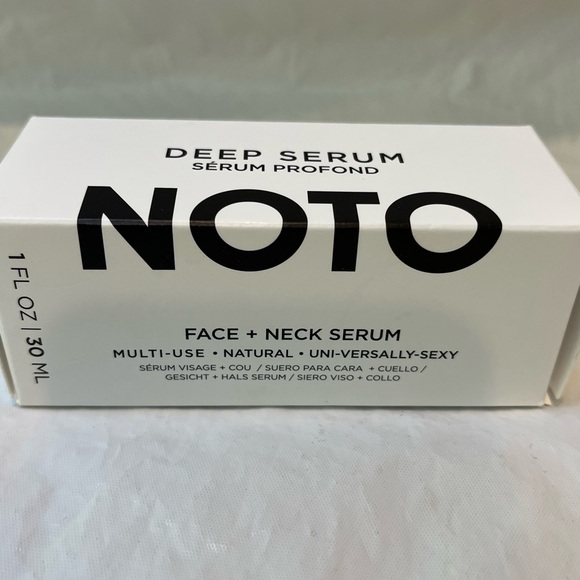 DEEP SERUM
SÉRUM PROFOND
NOTO
FACE + NECK SERUM
MULTI-USE • NATURAL • UNI-VERSALLY-SEXY
SÉRUM VISAGE + COU / SUERO PARA CARA + CUELLO /
GESICHT + HALS SERUM / SIERO VISO + COLLO
1 FL OZ | 30 ML